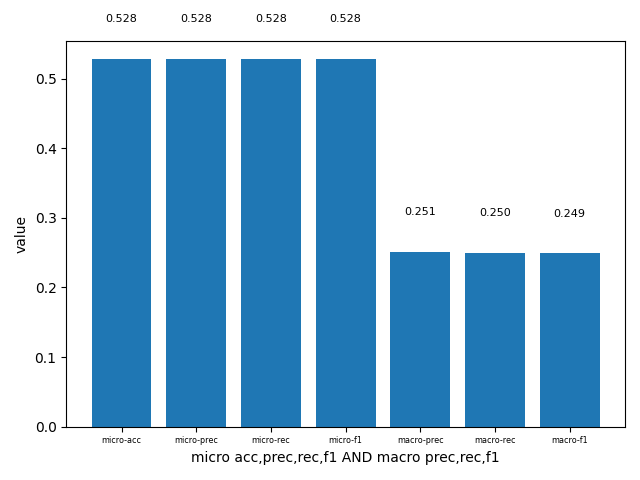 0.528 0.528 0.528 0.528
0.5
0.4
0.3
0.2
0.1
0.0
value
0.251 0.250 0.249
micro-acc micro-prec micro-rec micro-f1 macro-prec macro-rec macro-f1
micro acc,prec,rec,f1 AND macro prec,rec,f1